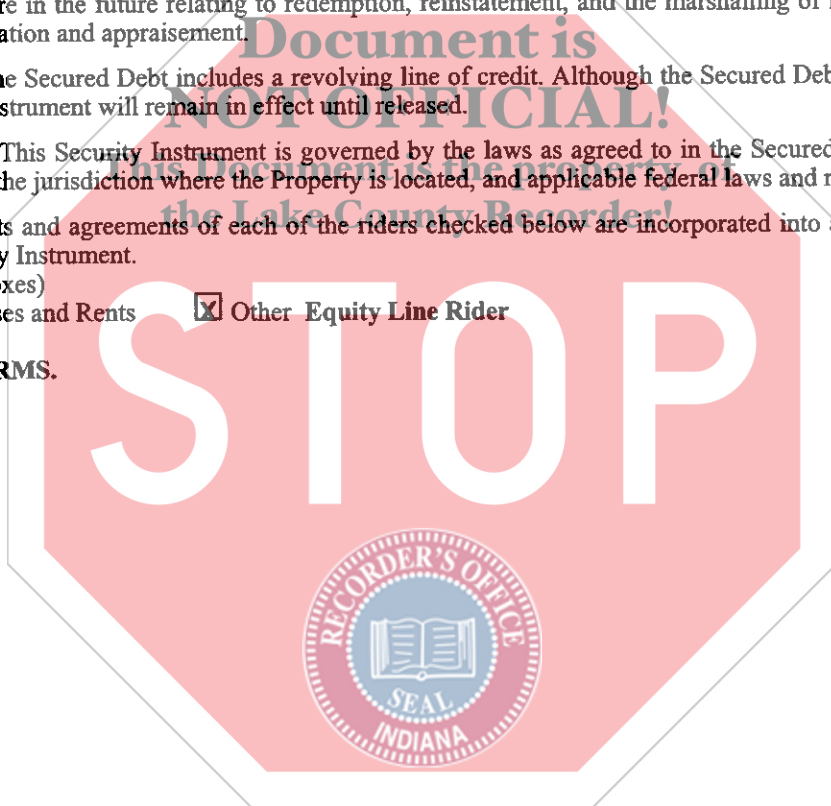 re in the future relating to redemption, reinstatement, and the marshalling of
ation and appraisement.
Document is
e Secured Debt includes a revolving line of credit. Although the Secured Deb
strument will remain in effect until released.
NOT OFFICIAL!
This Security Instrument is governed by the laws as agreed to in the Secured
This Document is the property of
he jurisdiction where the Property is located, and applicable federal laws and
the Lake County Recorder!
ts and agreements of each of the riders checked below are incorporated into
y Instrument.
xes)
es and Rents X Other Equity Line Rider
RMS.
STOP
RECORDER'S OFFICE
SEAL
INDIANA